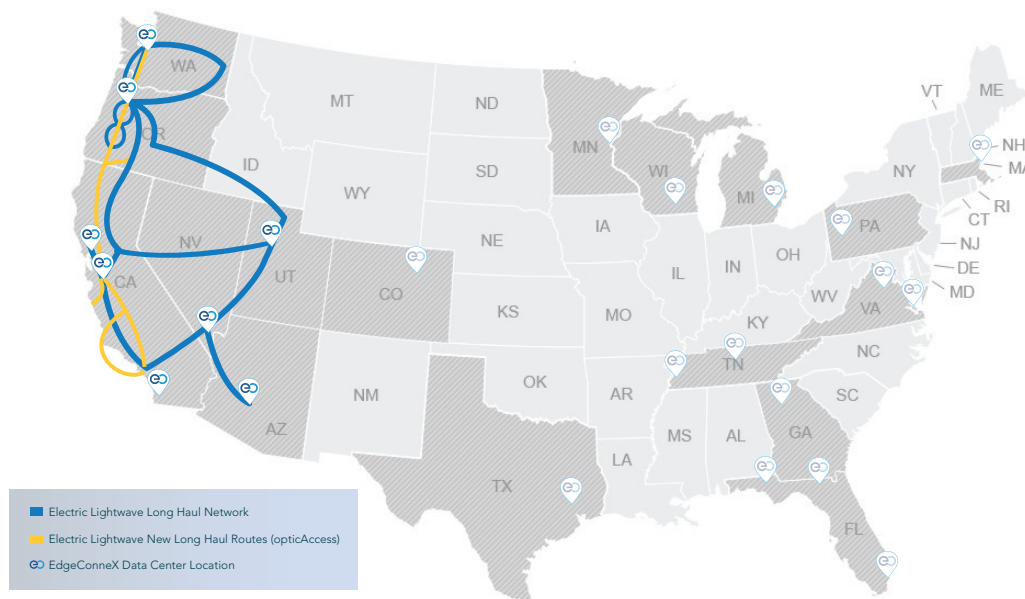 WA
MT
ND
VT
ME
OR
MN
ID
SD
WI
MI
NY
NH
MA
WY
RI
CT
IA
PA
NE
NV
NJ
UT
IL
IN
OH
DE
CA
CO
MD
WV
VA
KS
MO
KY
NC
TN
OK
AR
NM
SC
AZ
MS
AL
GA
LA
TX
FL
Electric Lightwave Long Haul Network
Electric Lightwave New Long Haul Routes (opticAccess)
EdgeConneX Data Center Location